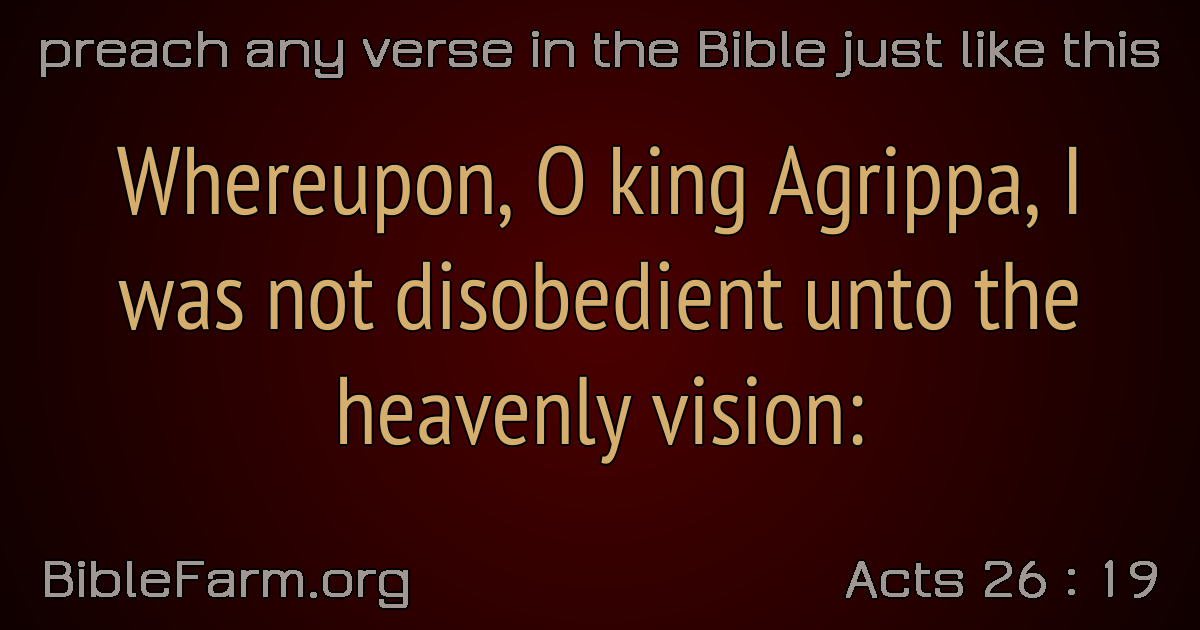 preach any verse in the Bible just like this
Whereupon, O king Agrippa, I
was not disobedient unto the
heavenly vision:
BibleFarm.org
Acts 26 : 19